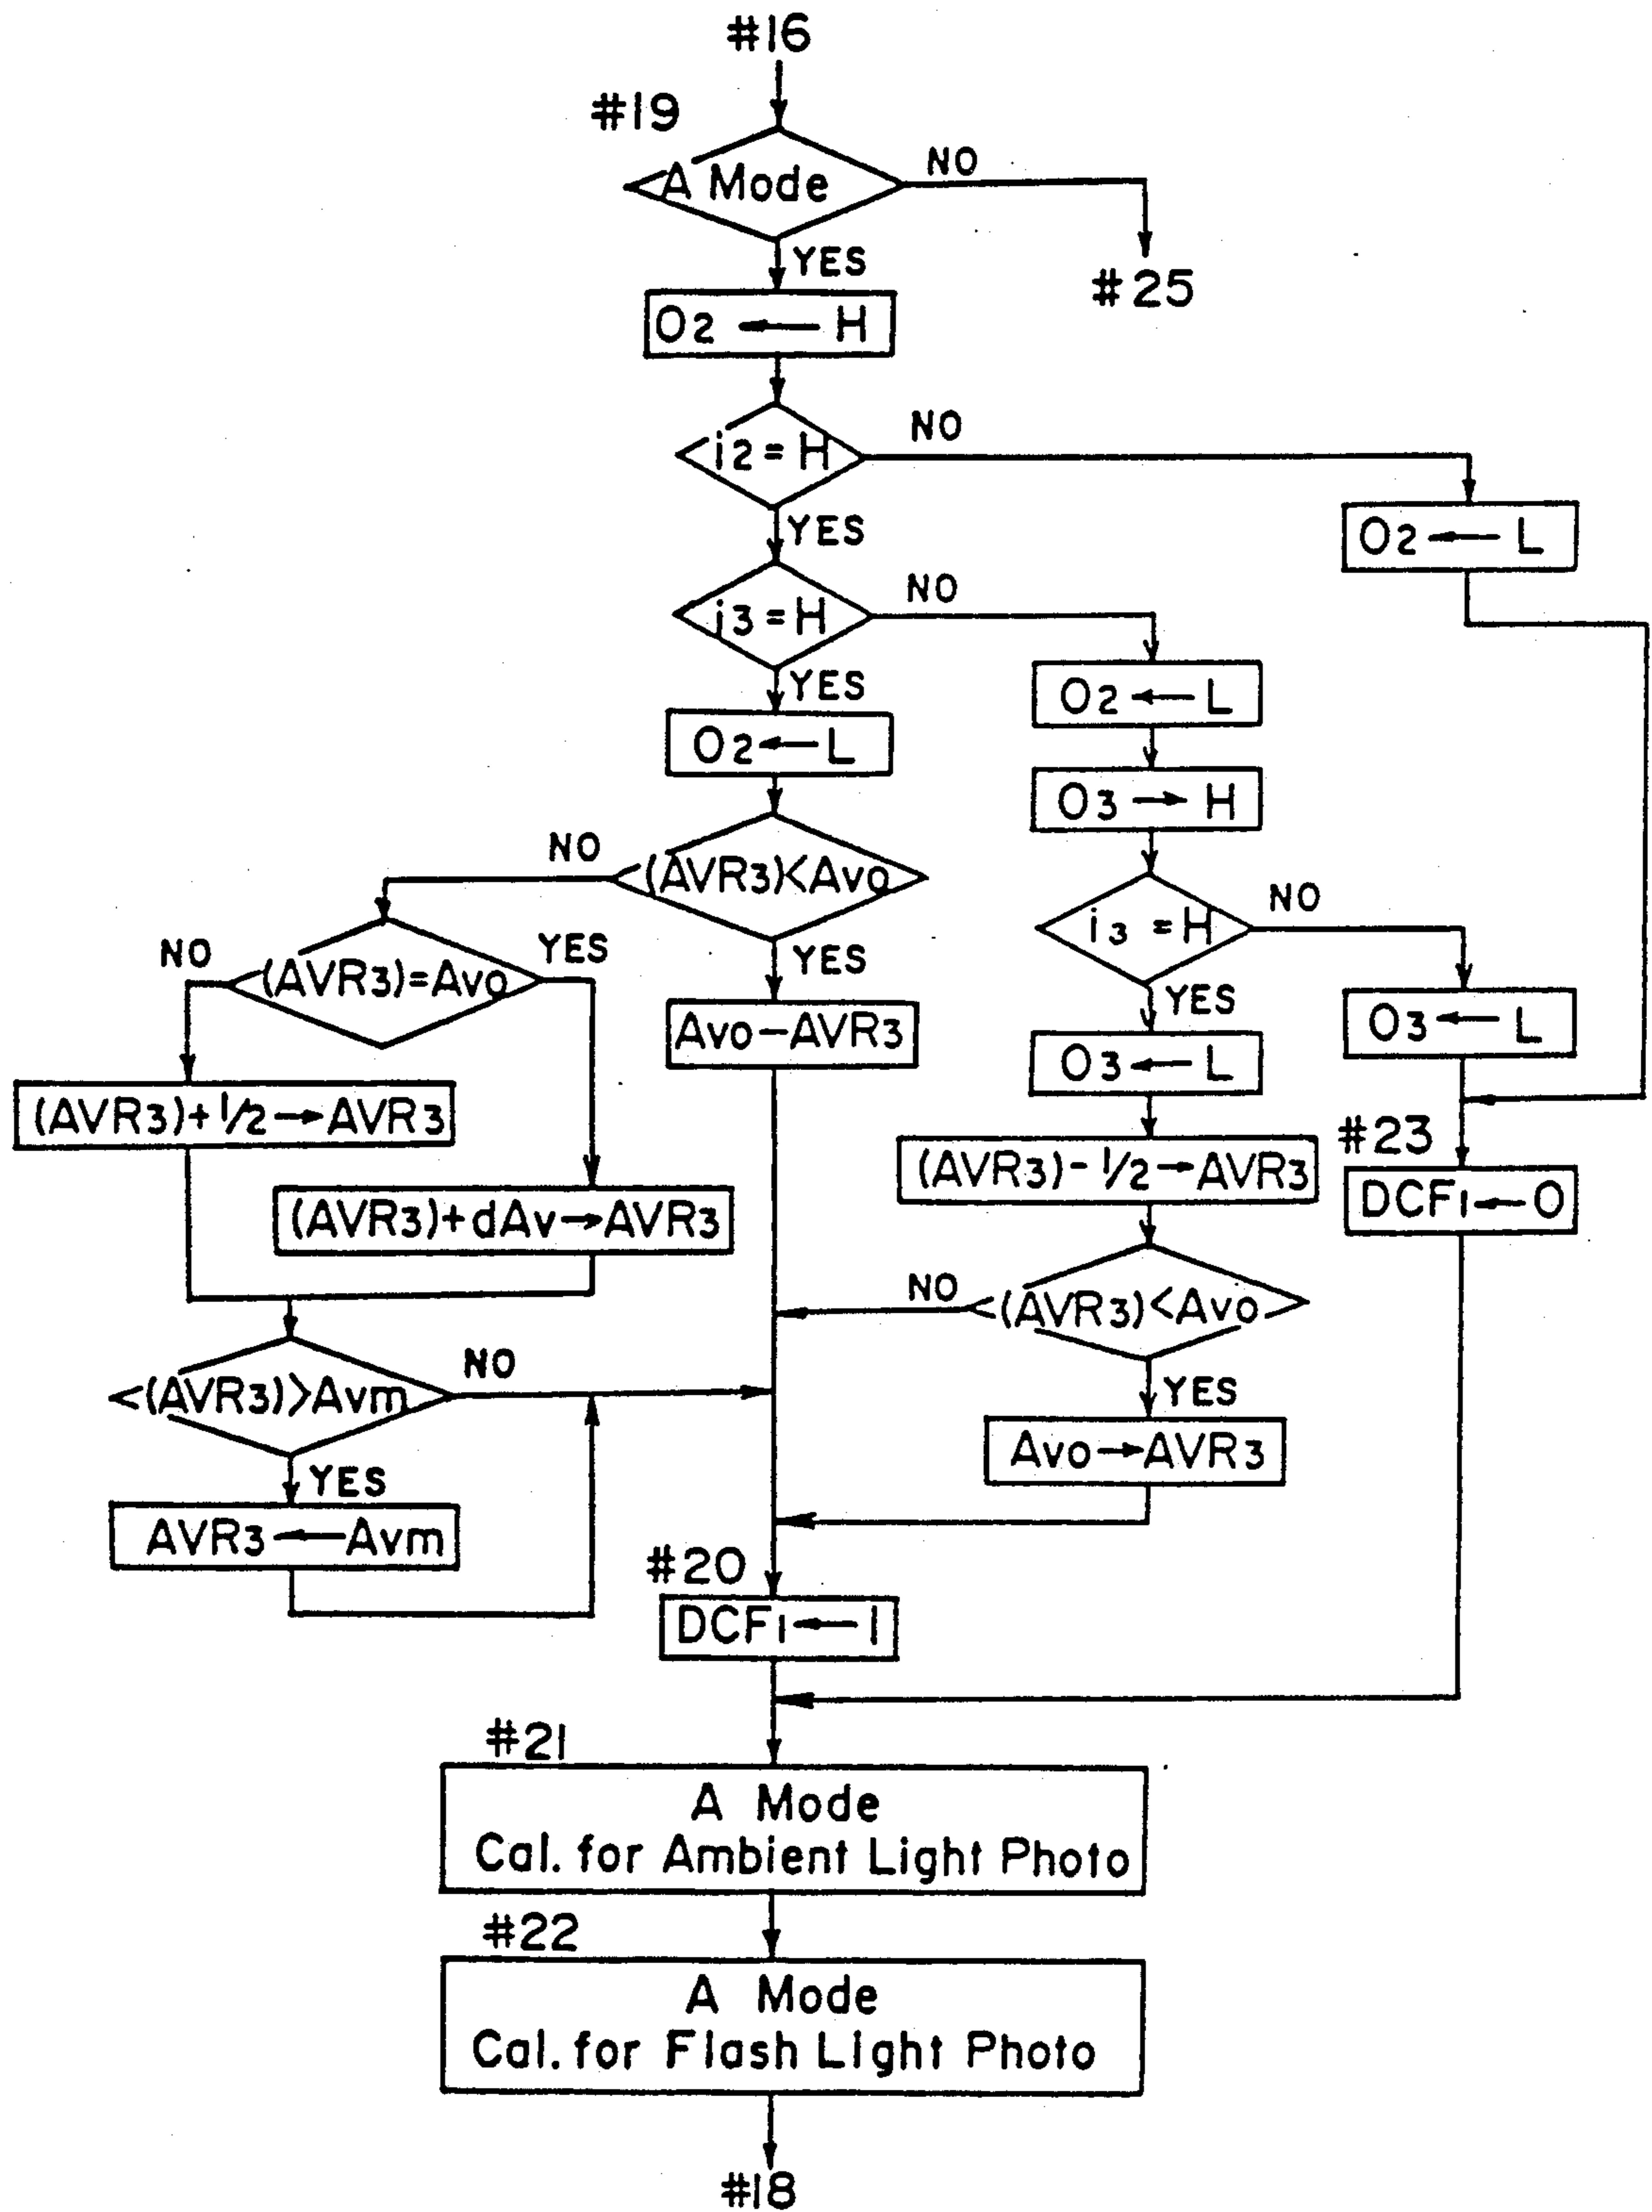 #16
#19
A Mode
NO
YES
#25
O2 ← H
i2 = H
NO
YES
O2 ← L
i3 = H
NO
YES
O2 ← L
O2 ← L
O3 → H
(AVR3)<Avo
NO
YES
i3 = H
NO
YES
(AVR3)=Avo
NO
YES
Avo – AVR3
O3 ← L
O3 ← L
(AVR3)+ 1/2 → AVR3
(AVR3)- 1/2 → AVR3
#23
DCF1 ← 0
(AVR3)+dAv → AVR3
(AVR3)<Avo
NO
YES
(AVR3)>Avm
NO
YES
Avo → AVR3
AVR3 ← Avm
#20
DCF1 ← 1
#21
A Mode
Cal. for Ambient Light Photo
#22
A Mode
Cal. for Flash Light Photo
#18